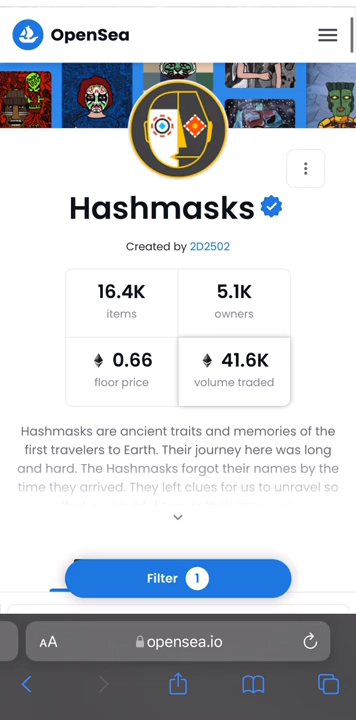 OpenSea
Hashmasks
Created by 2D2502
16.4K
items
5.1K
owners
0.66
floor price
41.6K
volume traded
Hashmasks are ancient traits and memories of the
first travelers to Earth. Their journey here was long
and hard. The Hashmasks forgot their names by the
time they arrived. They left clues for us to unravel so
Filter 1
AA
opensea.io